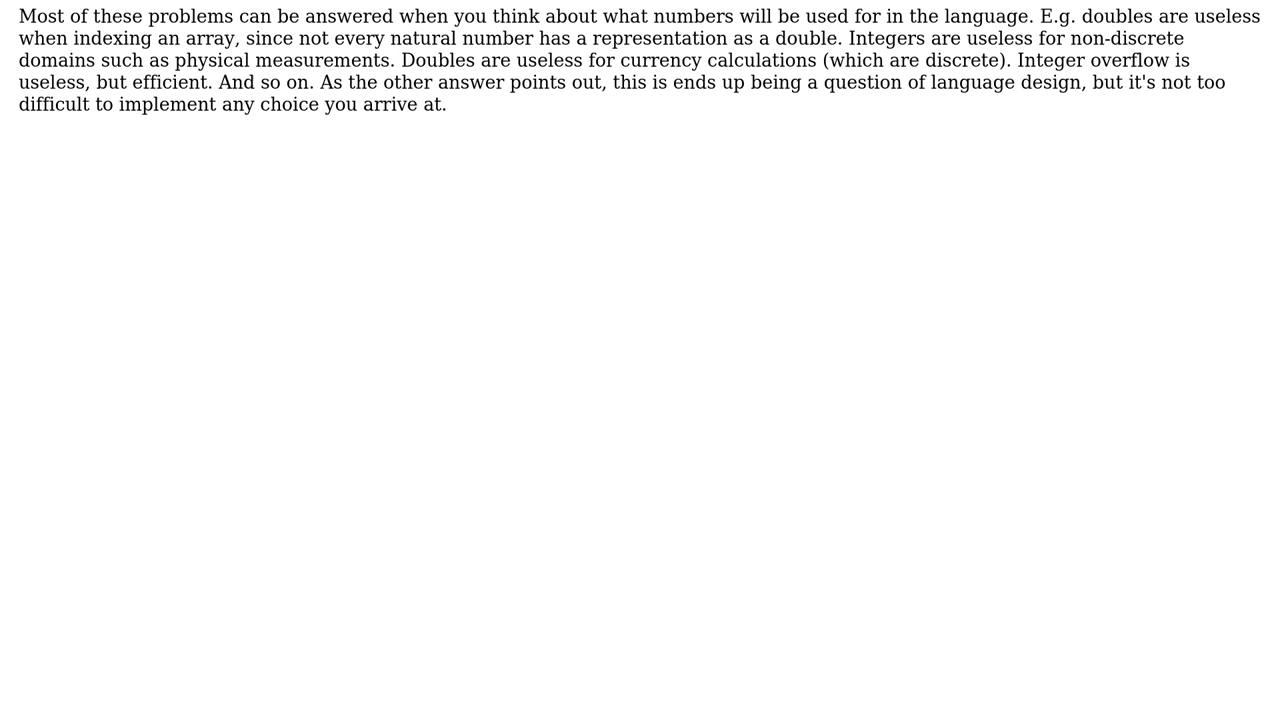 Most of these problems can be answered when you think about what numbers will be used for in the language. E.g. doubles are useless
when indexing an array, since not every natural number has a representation as a double. Integers are useless for non-discrete
domains such as physical measurements. Doubles are useless for currency calculations (which are discrete). Integer overflow is
useless, but efficient. And so on. As the other answer points out, this is ends up being a question of language design, but it's not too
difficult to implement any choice you arrive at.